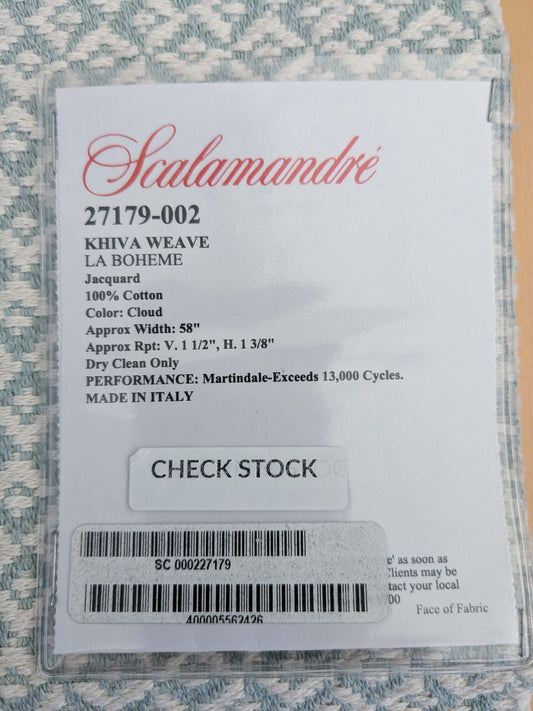 Scalamandré
27179-002
KHIVA WEAVE
LA BOHEME
Jacquard
100% Cotton
Color: Cloud
Approx Width: 58"
Approx Rpt: V. 1 1/2", H. 1 3/8"
Dry Clean Only
PERFORMANCE: Martindale-Exceeds 13,000 Cycles.
MADE IN ITALY
CHECK STOCK
SC 000227179
400005562426
e' as soon as
Clients may be
tact your local
00
Face of Fabric